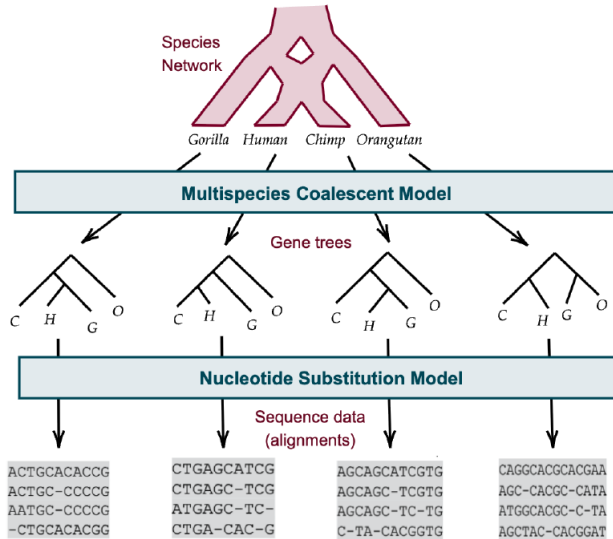 Species
Network
Gorilla Human Chimp Orangutan
Multispecies Coalescent Model
Gene trees
C H G O
C H G O
C H G O
C H G O
Nucleotide Substitution Model
Sequence data
(alignments)
ACTGCACACCG
ACTGC-CCCCG
AATGC-CCCCG
-CTGCACACGG
CTGAGCATCG
CTGAGC-TCG
ATGAGC-TC-
CTGA-CAC-G
AGCAGCATCGTG
AGCAGC-TCGTG
AGCAGC-TC-TG
C-TA-CACGGTG
CAGGCACGCACGAA
AGC-CACGC-CATA
ATGGCACGC-C-TA
AGCTAC-CACGGAT